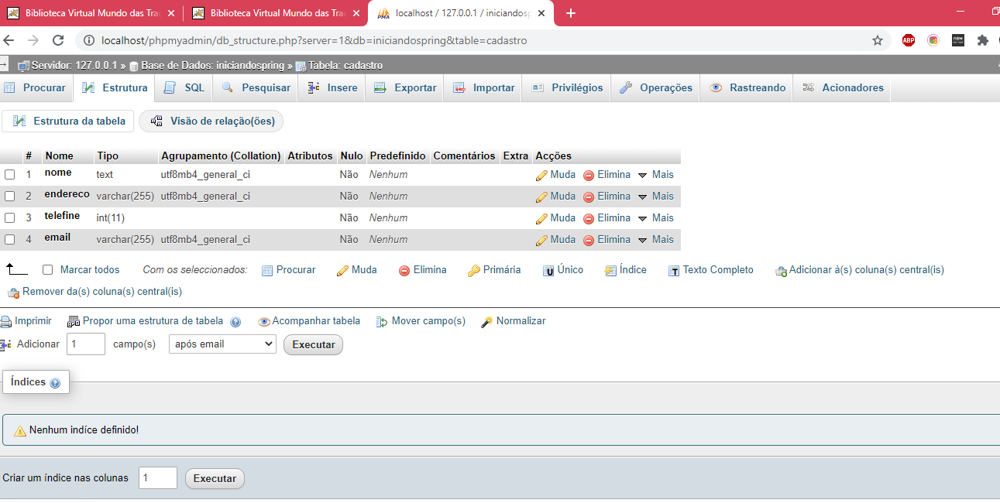 Biblioteca Virtual Mundo das Tra
Biblioteca Virtual Mundo das Tra
localhost / 127.0.0.1 / iniciandosp
localhost/phpmyadmin/db_structure.php?server=1&db=iniciandospring&table=cadastro
ABP
Servidor: 127.0.0.1 » Base de Dados: iniciandospring » Tabela: cadastro
Procurar Estrutura SQL Pesquisar Insere Exportar Importar Privilégios Operações Rastreando Acionadores
Estrutura da tabela Visão de relação(ões)
# Nome Tipo Agrupamento (Collation) Atributos Nulo Predefinido Comentários Extra Acções
1 nome text utf8mb4_general_ci Não Nenhum Muda Elimina Mais
2 endereco varchar(255) utf8mb4_general_ci Não Nenhum Muda Elimina Mais
3 telefine int(11) Não Nenhum Muda Elimina Mais
4 email varchar(255) utf8mb4_general_ci Não Nenhum Muda Elimina Mais
Marcar todos Com os seleccionados: Procurar Muda Elimina Primária Único Índice Texto Completo Adicionar à(s) coluna(s) central(is)
Remover da(s) coluna(s) central(is)
Imprimir Propor uma estrutura de tabela Acompanhar tabela Mover campo(s) Normalizar
Adicionar 1 campo(s) após email Executar
Índices
Nenhum indíce definido!
Criar um índice nas colunas 1 Executar